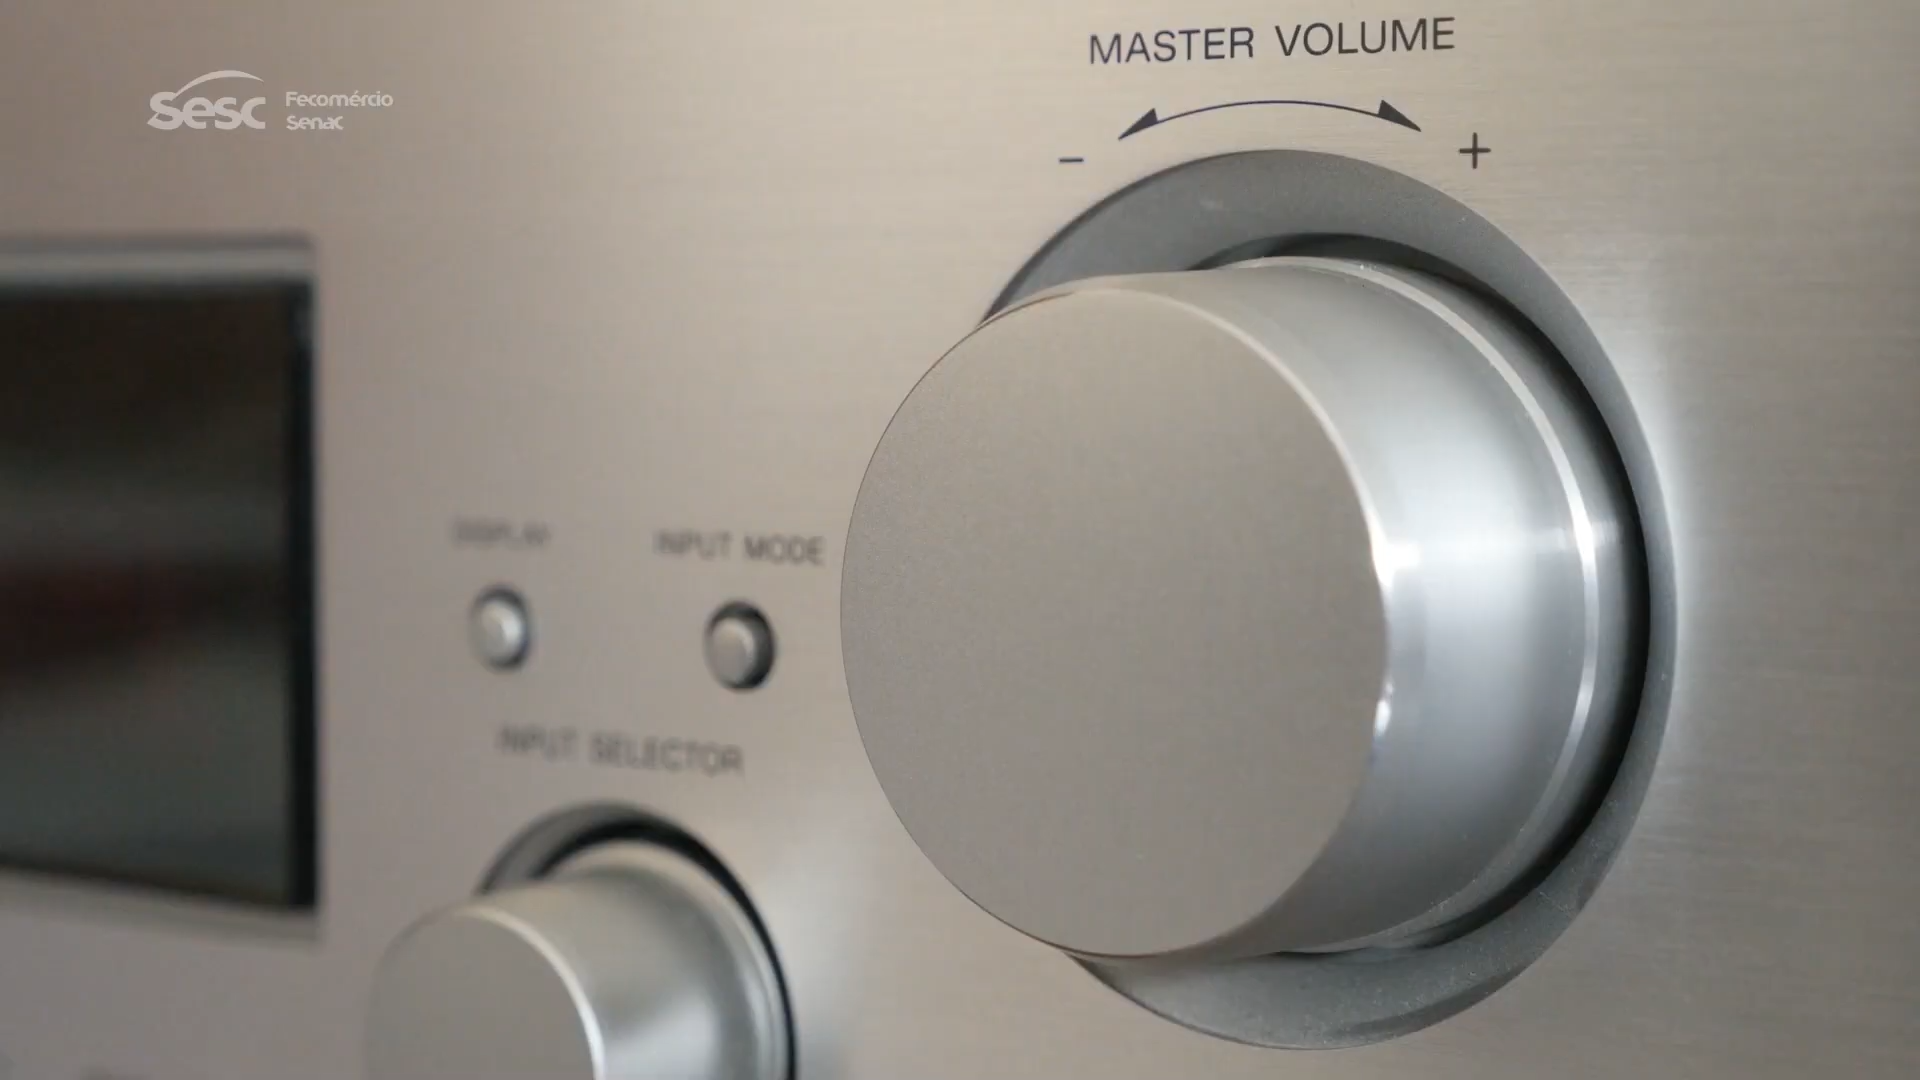 MASTER VOLUME
- +
Sesc
Fecomércio
Senac
DISPLAY
INPUT MODE
INPUT SELECTOR